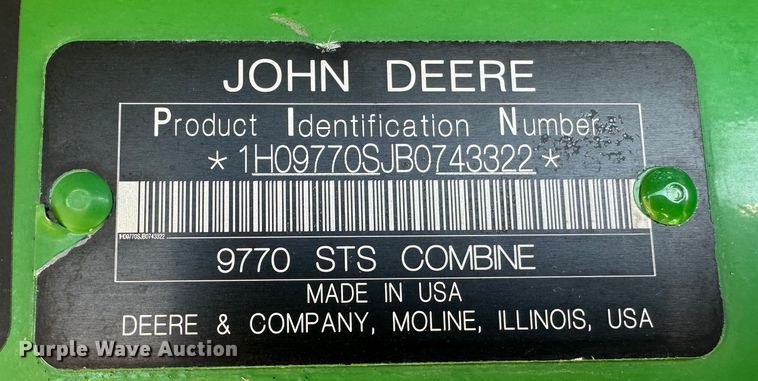 JOHN DEERE
Product Identification Number
*1H09770SJB0743322*
1H09770SJB0743322
9770 STS COMBINE
MADE IN USA
DEERE & COMPANY, MOLINE, ILLINOIS, USA
Purple Wave Auction